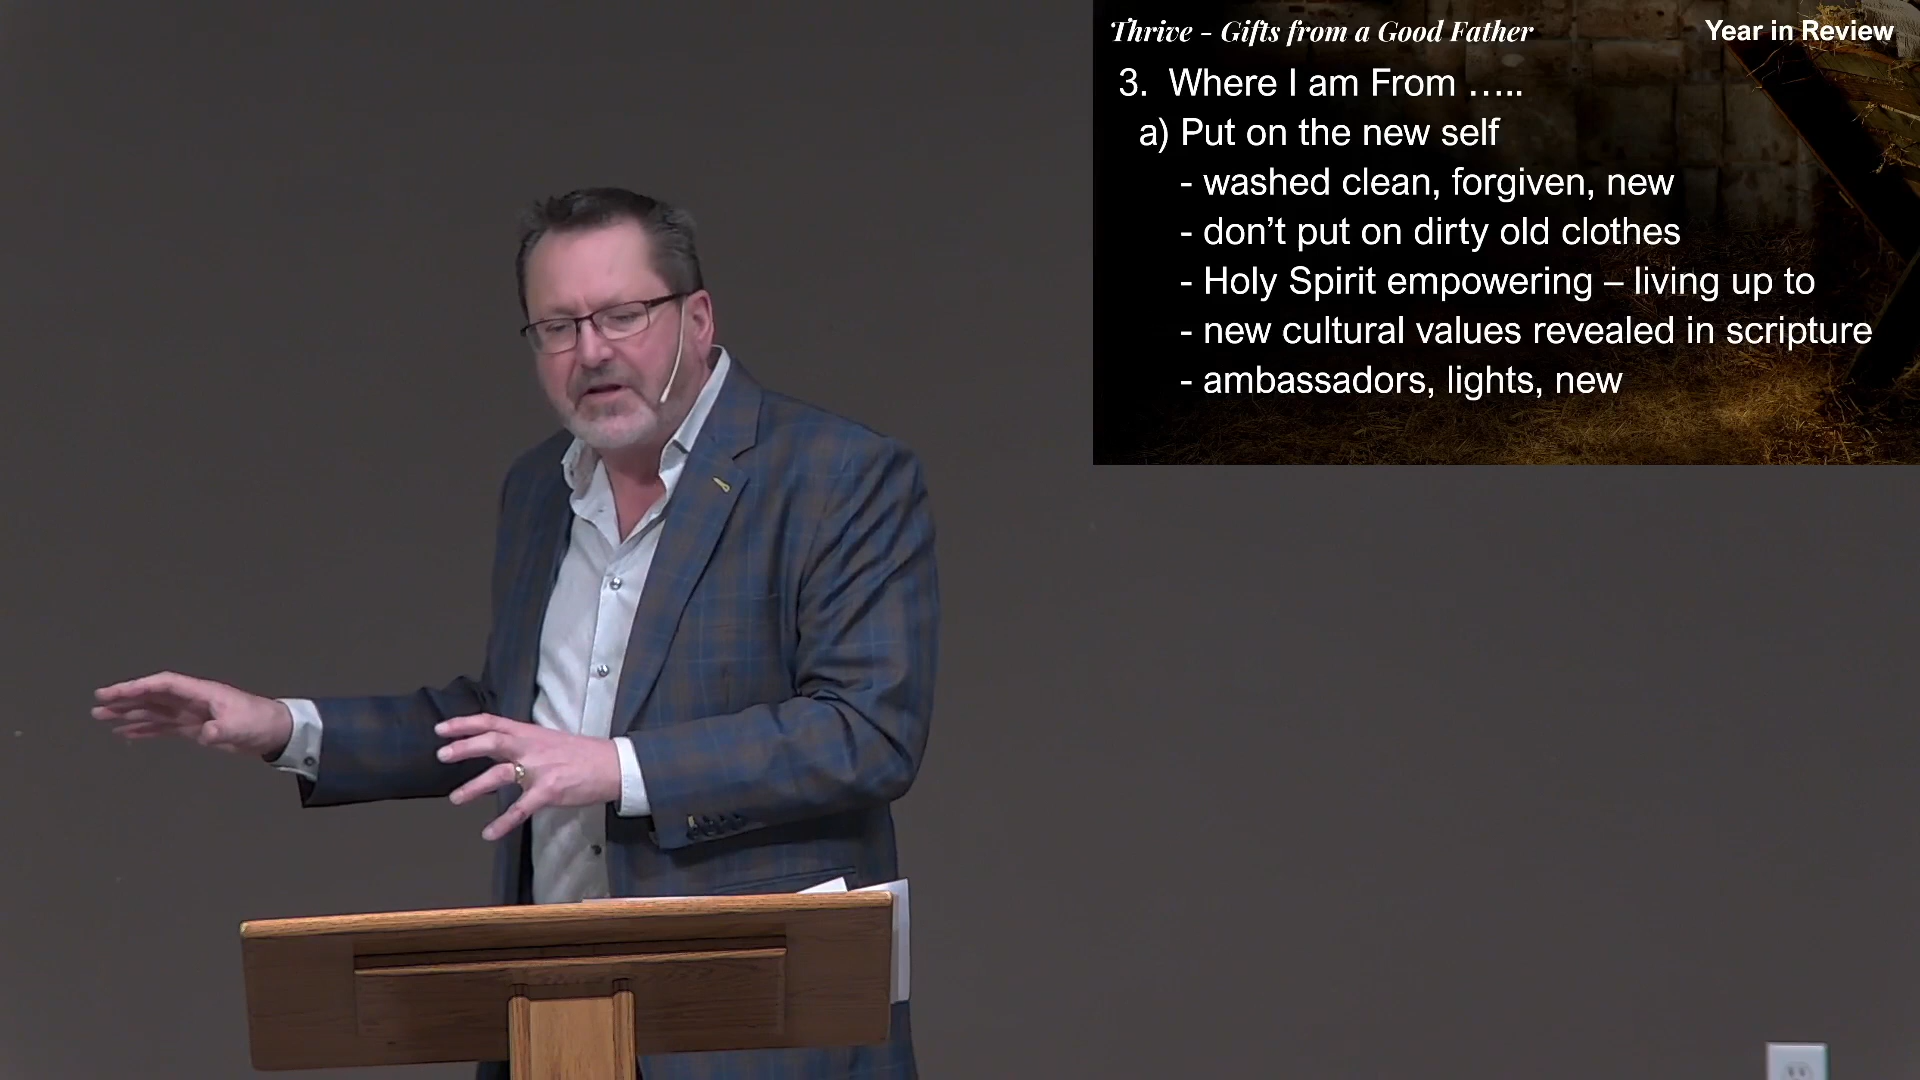 Thrive - Gifts from a Good Father
Year in Review
3. Where I am From …..
a) Put on the new self
- washed clean, forgiven, new
- don’t put on dirty old clothes
- Holy Spirit empowering – living up to
- new cultural values revealed in scripture
- ambassadors, lights, new